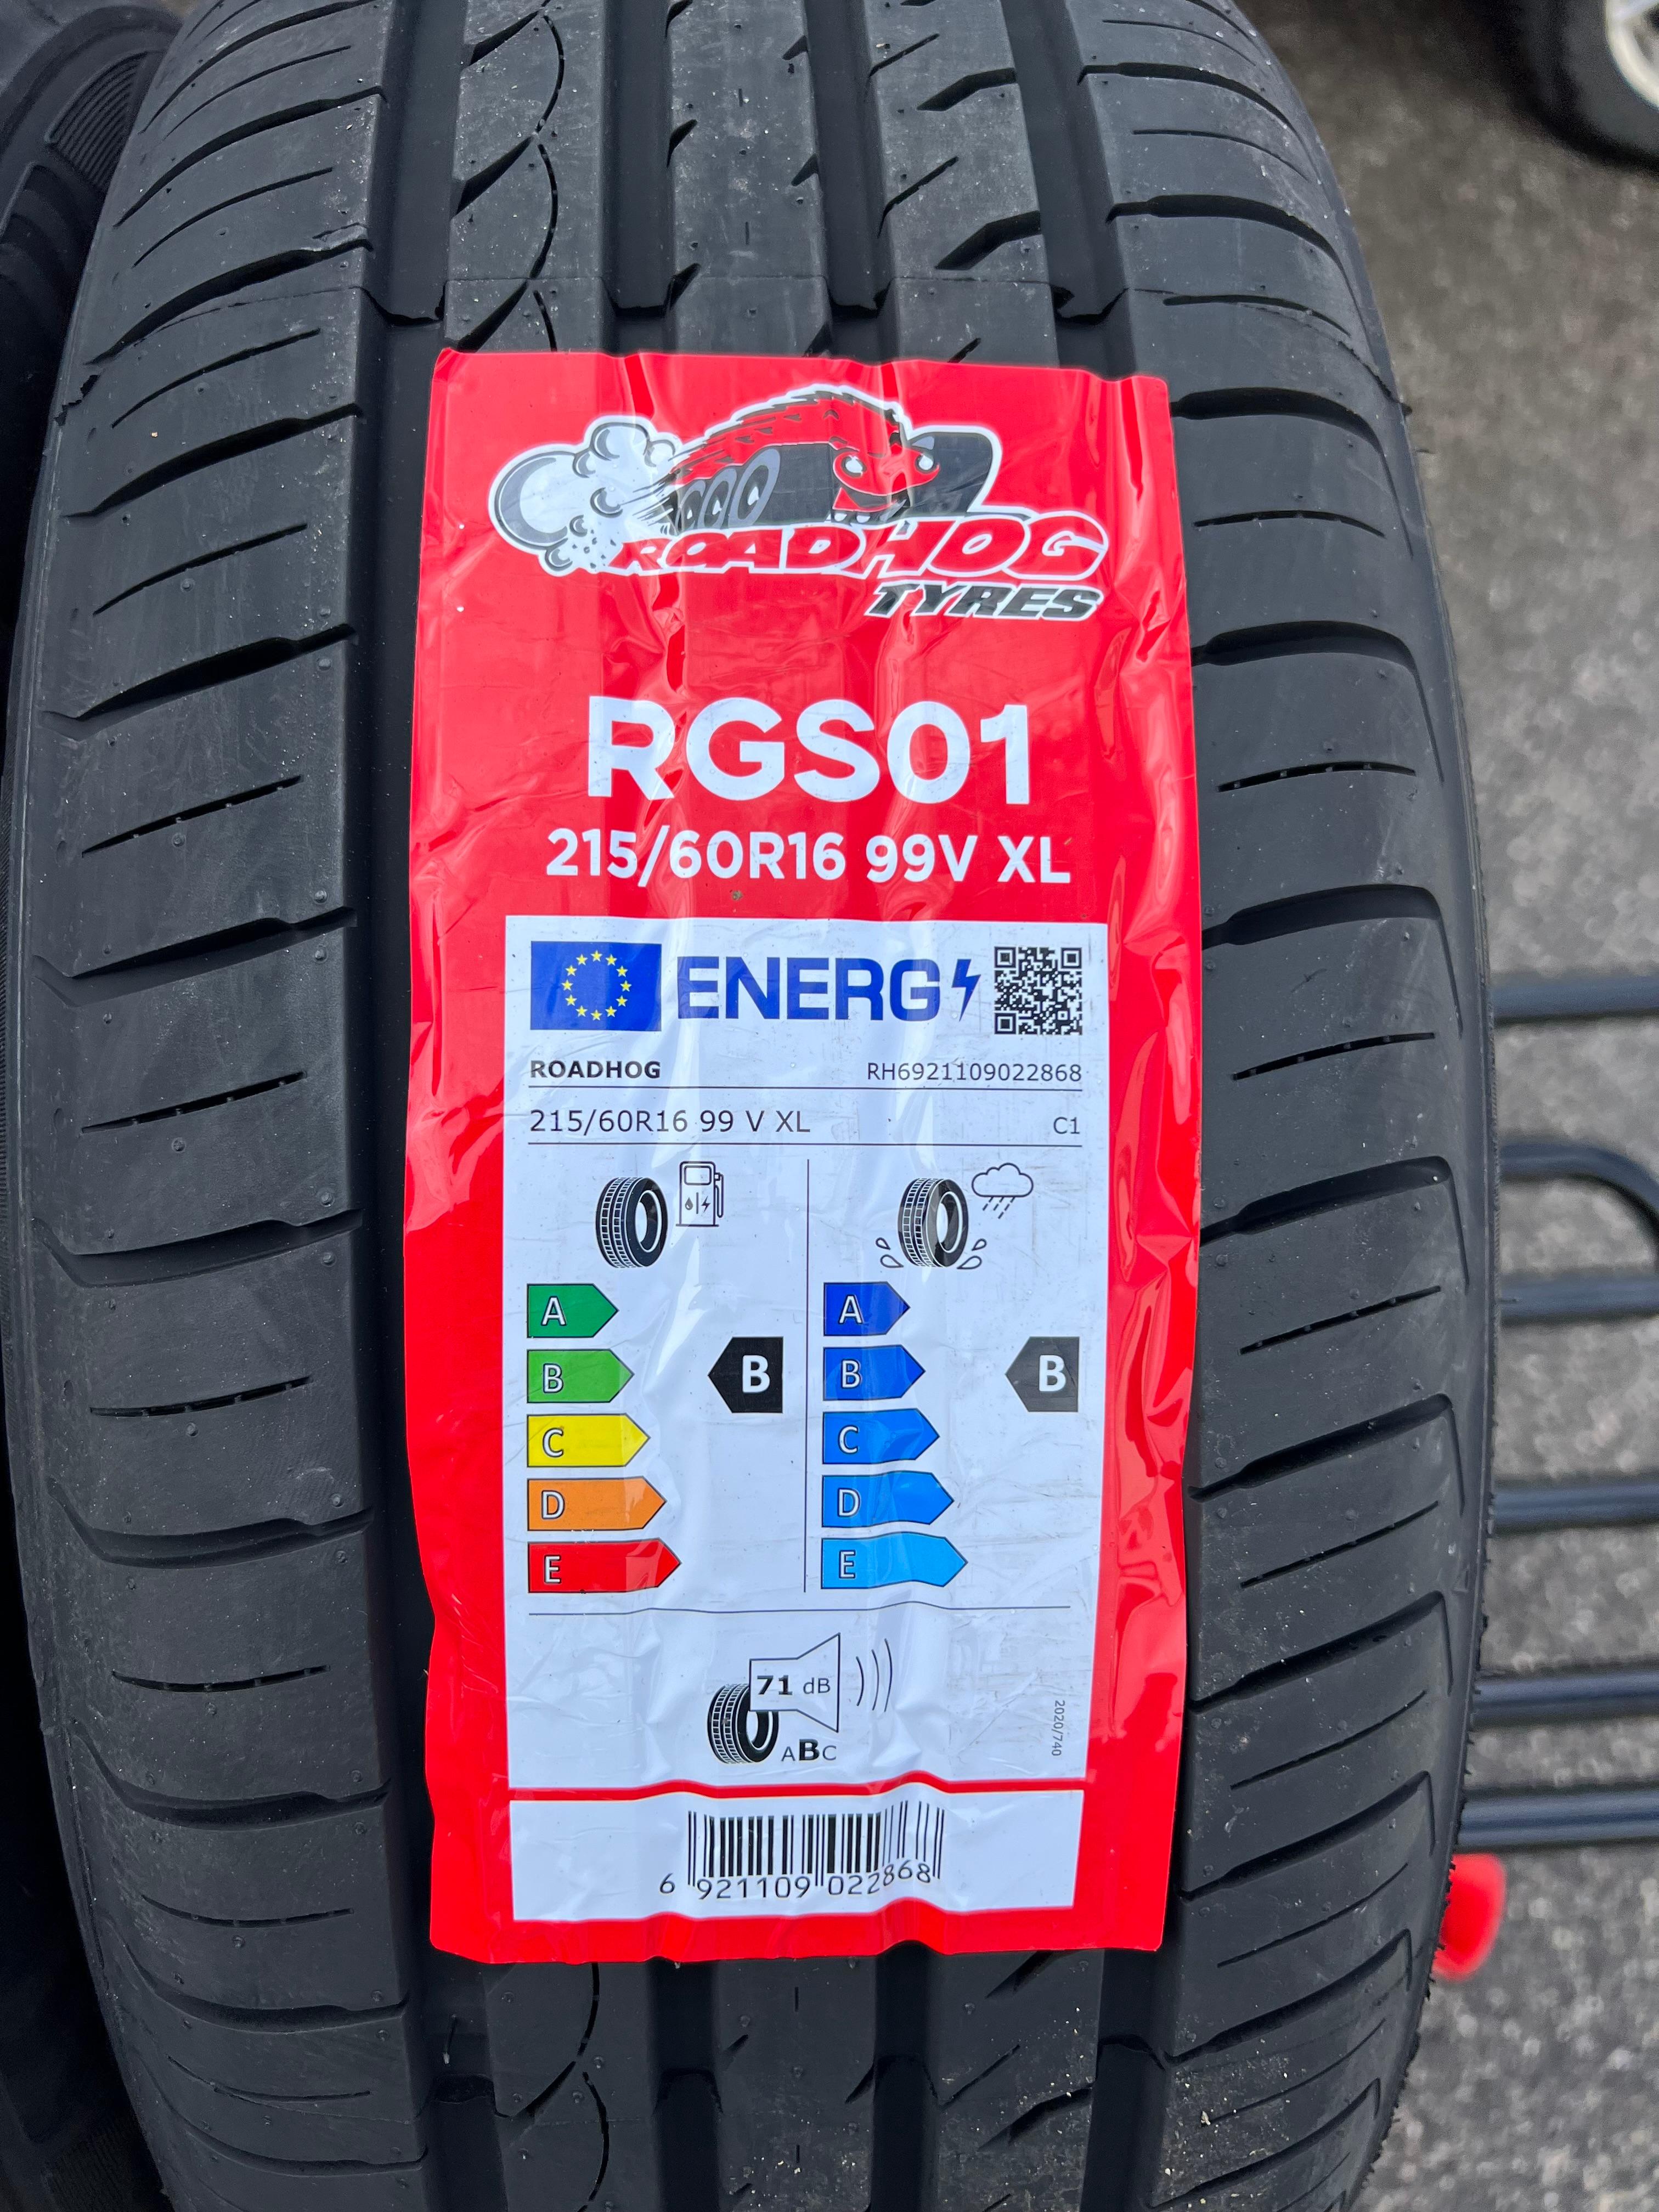 ROADHOG
TYRES
RGS01
215/60R16 99V XL
ENERG
ROADHOG RH6921109022868
215/60R16 99 V XL C1
A A
B B B B
C C
D D
E E
71 dB
ABC
2020/740
6 921109 022868